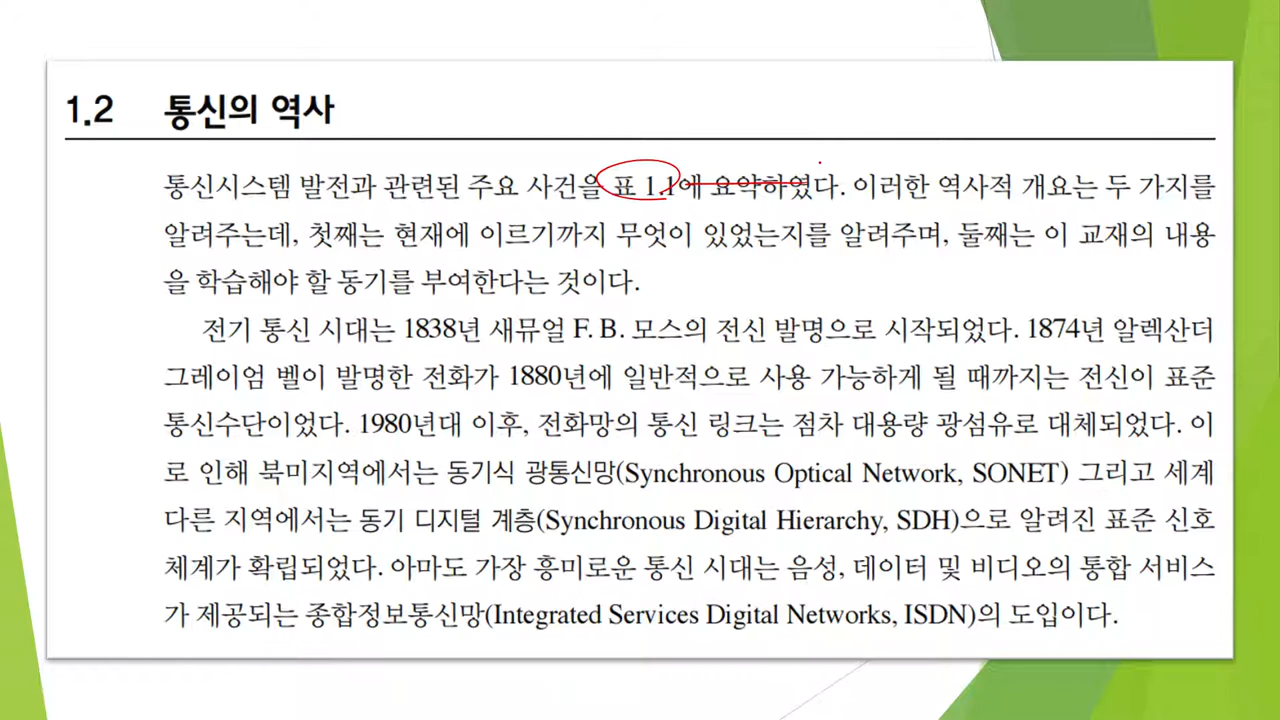 1.2 통신의 역사
통신시스템 발전과 관련된 주요 사건을 표 1.1에 요약하였다. 이러한 역사적 개요는 두 가지를
알려주는데, 첫째는 현재에 이르기까지 무엇이 있었는지를 알려주며, 둘째는 이 교재의 내용
을 학습해야 할 동기를 부여한다는 것이다.
전기 통신 시대는 1838년 새뮤얼 F. B. 모스의 전신 발명으로 시작되었다. 1874년 알렉산더
그레이엄 벨이 발명한 전화가 1880년에 일반적으로 사용 가능하게 될 때까지는 전신이 표준
통신수단이었다. 1980년대 이후, 전화망의 통신 링크는 점차 대용량 광섬유로 대체되었다. 이
로 인해 북미지역에서는 동기식 광통신망(Synchronous Optical Network, SONET) 그리고 세계
다른 지역에서는 동기 디지털 계층(Synchronous Digital Hierarchy, SDH)으로 알려진 표준 신호
체계가 확립되었다. 아마도 가장 흥미로운 통신 시대는 음성, 데이터 및 비디오의 통합 서비스
가 제공되는 종합정보통신망(Integrated Services Digital Networks, ISDN)의 도입이다.